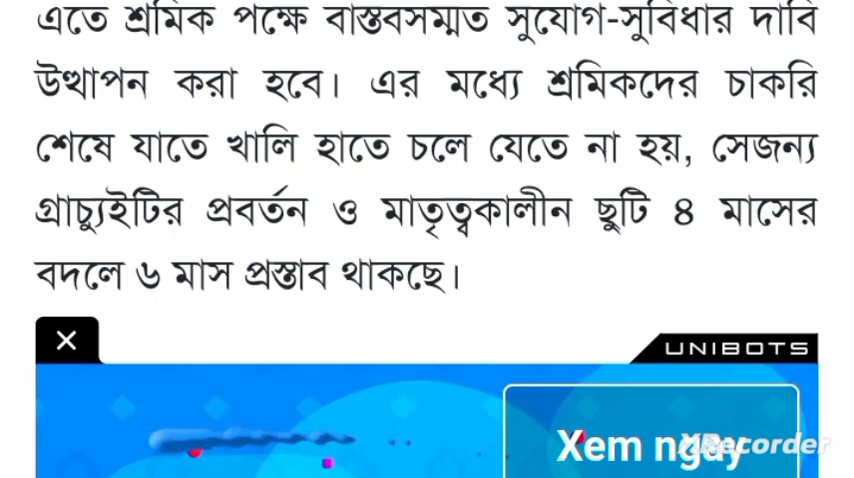 এতে শ্রমিক পক্ষে বাস্তবসম্মত সুযোগ-সুবিধার দাবি
উত্থাপন করা হবে। এর মধ্যে শ্রমিকদের চাকরি
শেষে যাতে খালি হাতে চলে যেতে না হয়, সেজন্য
গ্রাচ্যুইটির প্রবর্তন ও মাতৃত্বকালীন ছুটি ৪ মাসের
বদলে ৬ মাস প্রস্তাব থাকছে।
UNIBOTS
Xem ngay
XRecorder